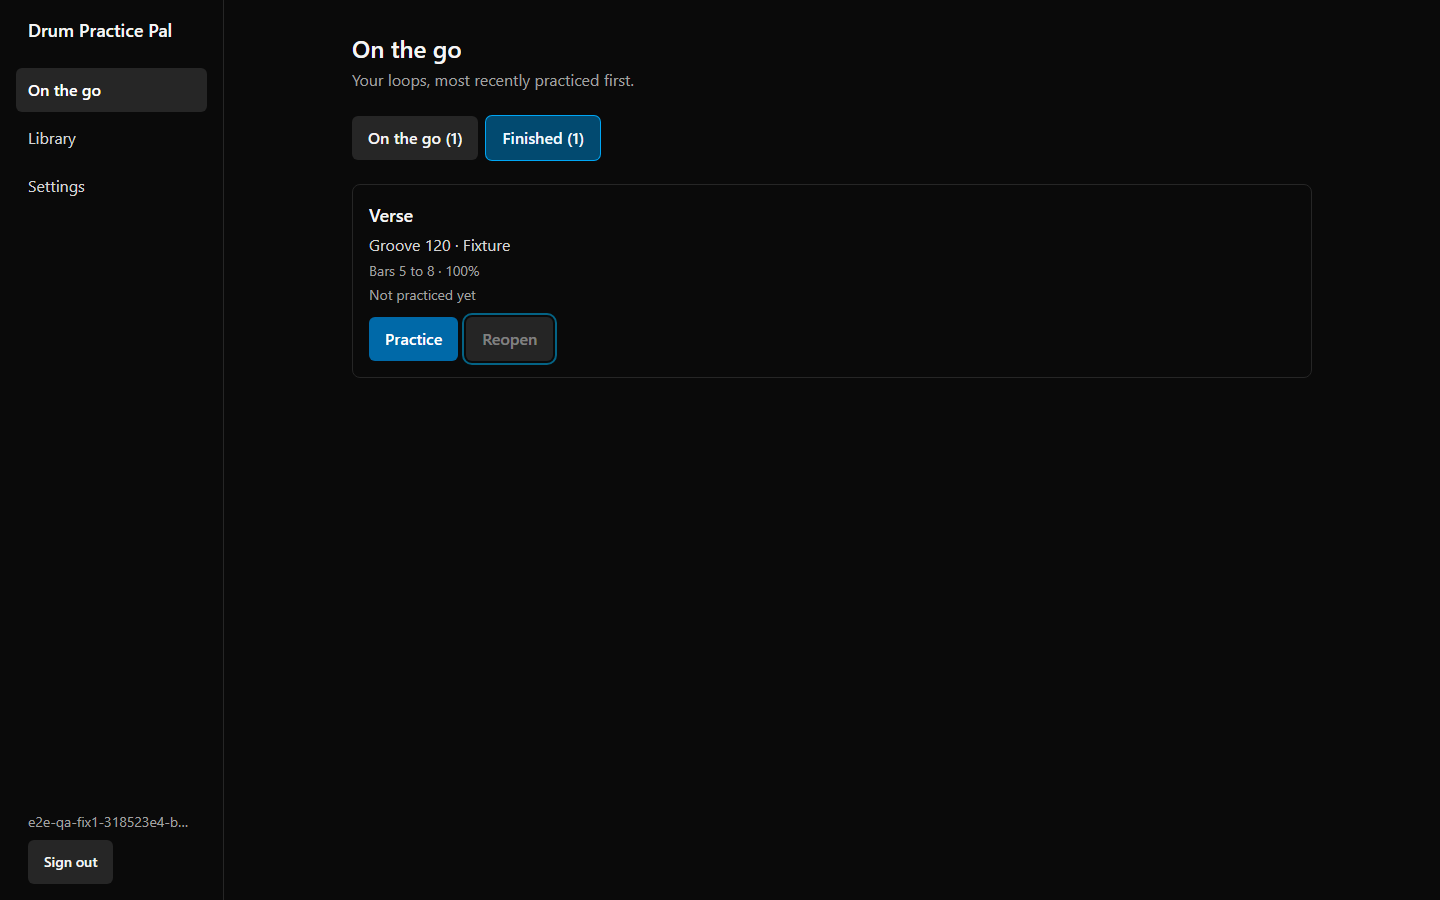 Drum Practice Pal
On the go
Library
Settings
e2e-qa-fix1-318523e4-b...
Sign out
On the go
Your loops, most recently practiced first.
On the go (1)
Finished (1)
Verse
Groove 120 · Fixture
Bars 5 to 8 · 100%
Not practiced yet
Practice
Reopen